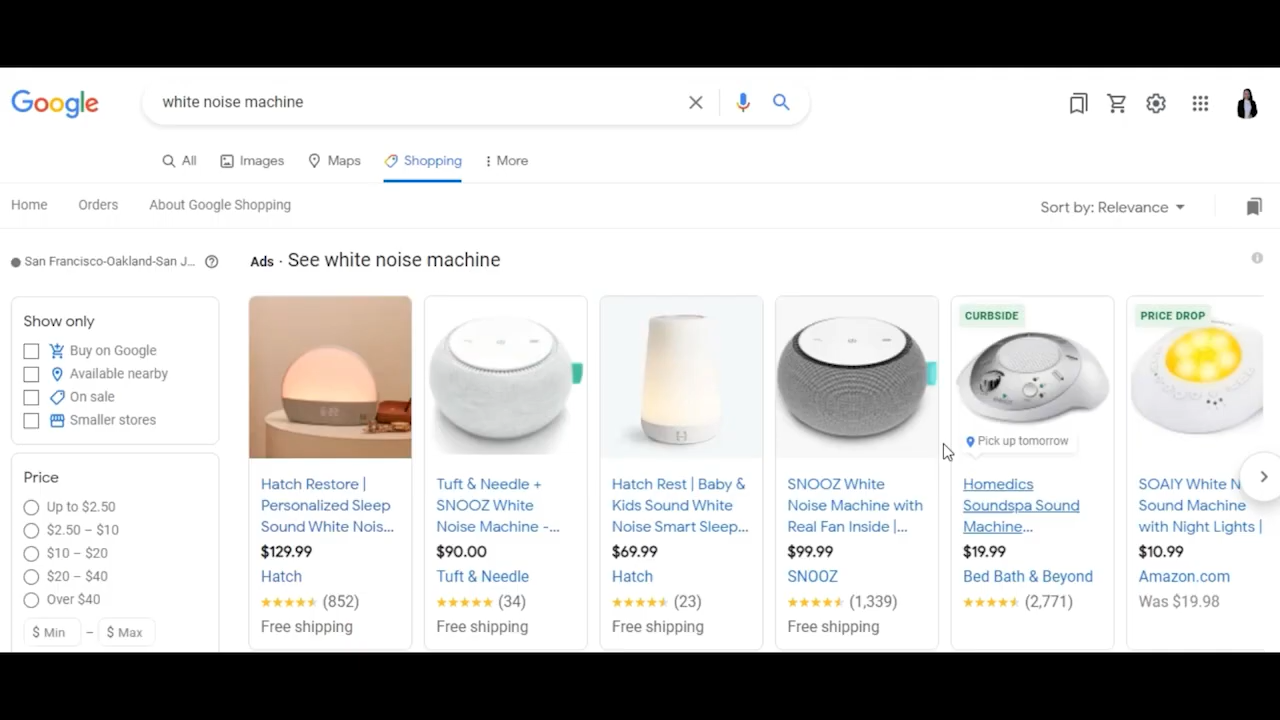 Google
white noise machine
All
Images
Maps
Shopping
More
Home
Orders
About Google Shopping
Sort by: Relevance
San Francisco-Oakland-San J...
Ads · See white noise machine
Show only
Buy on Google
Available nearby
On sale
Smaller stores
Price
Up to $2.50
$2.50 – $10
$10 – $20
$20 – $40
Over $40
$ Min – $ Max
Hatch Restore |
Personalized Sleep
Sound White Nois...
$129.99
Hatch
(852)
Free shipping
Tuft & Needle +
SNOOZ White
Noise Machine -...
$90.00
Tuft & Needle
(34)
Free shipping
Hatch Rest | Baby &
Kids Sound White
Noise Smart Sleep...
$69.99
Hatch
(23)
Free shipping
SNOOZ White
Noise Machine with
Real Fan Inside |...
$99.99
SNOOZ
(1,339)
Free shipping
CURBSIDE
Pick up tomorrow
Homedics
Soundspa Sound
Machine...
$19.99
Bed Bath & Beyond
(2,771)
PRICE DROP
SOAIY White N
Sound Machine
with Night Lights |
$10.99
Amazon.com
Was $19.98